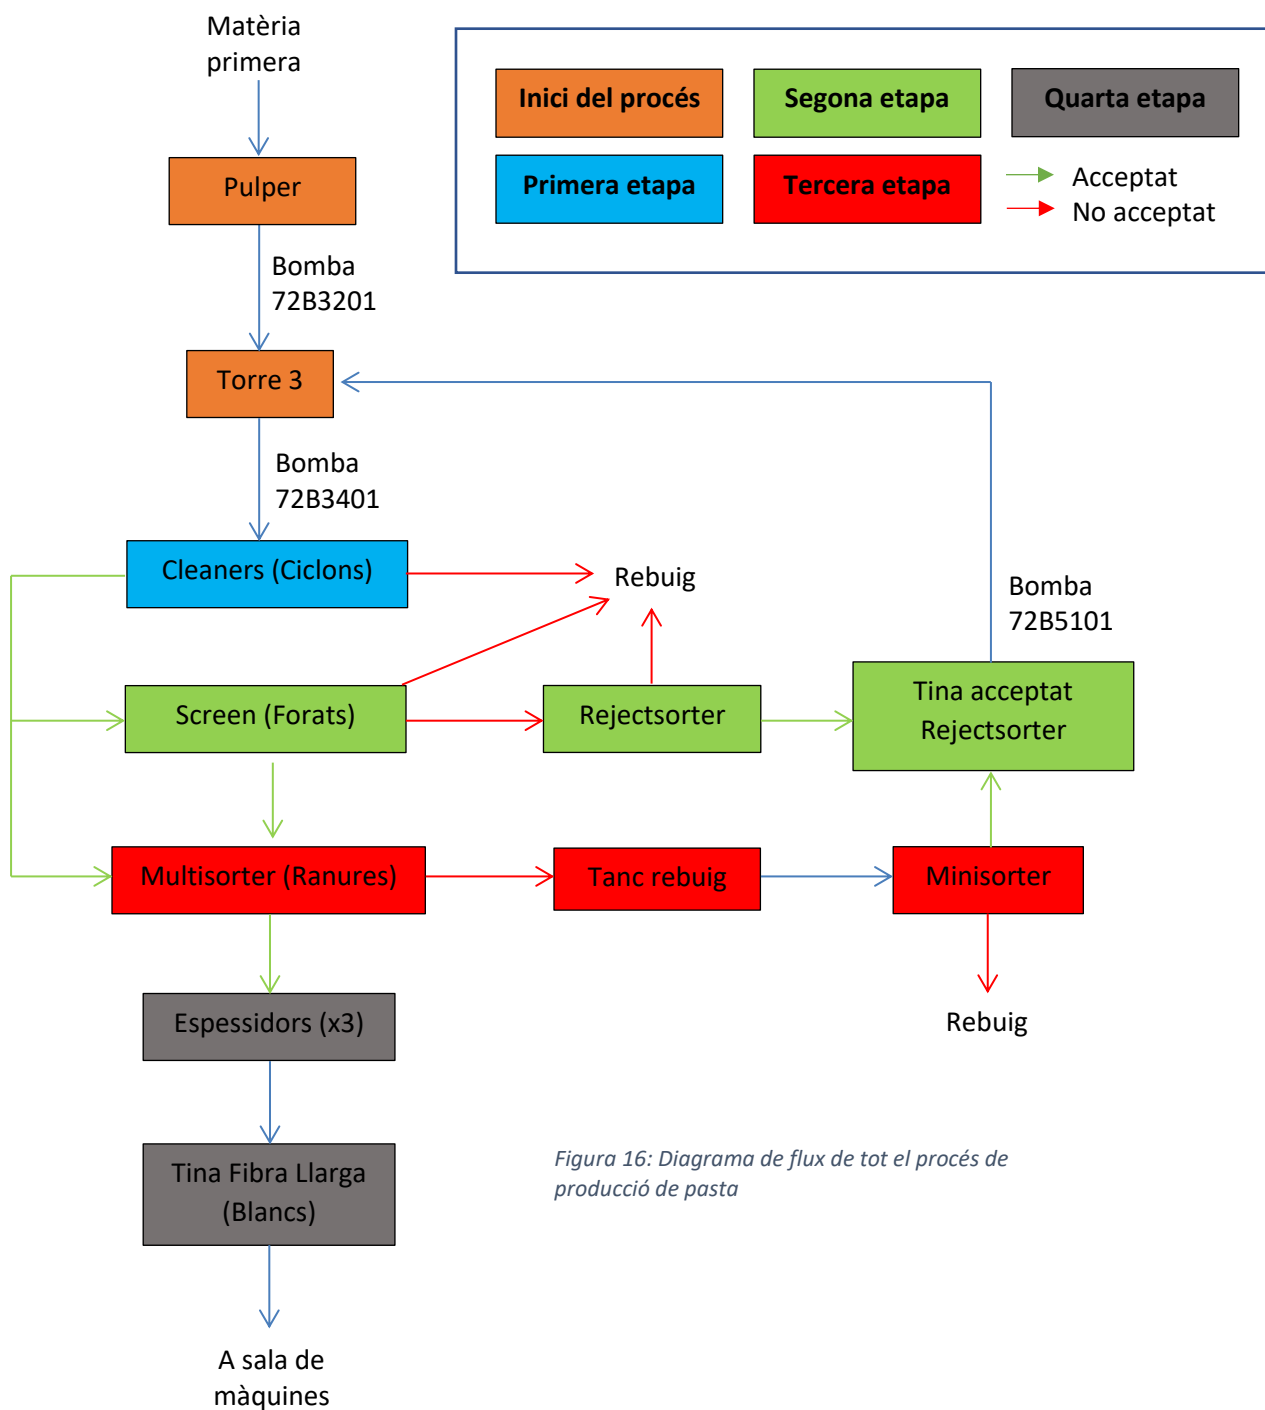 Matèria
primera
Inici del procés
Segona etapa
Quarta etapa
Primera etapa
Tercera etapa
Acceptat
No acceptat
Pulper
Bomba
72B3201
Torre 3
Bomba
72B3401
Cleaners (Ciclons)
Rebuig
Bomba
72B5101
Screen (Forats)
Rejectsorter
Tina acceptat
Rejectsorter
Multisorter (Ranures)
Tanc rebuig
Minisorter
Espessidors (x3)
Rebuig
Tina Fibra Llarga
(Blancs)
Figura 16: Diagrama de flux de tot el procés de
producció de pasta
A sala de
màquines